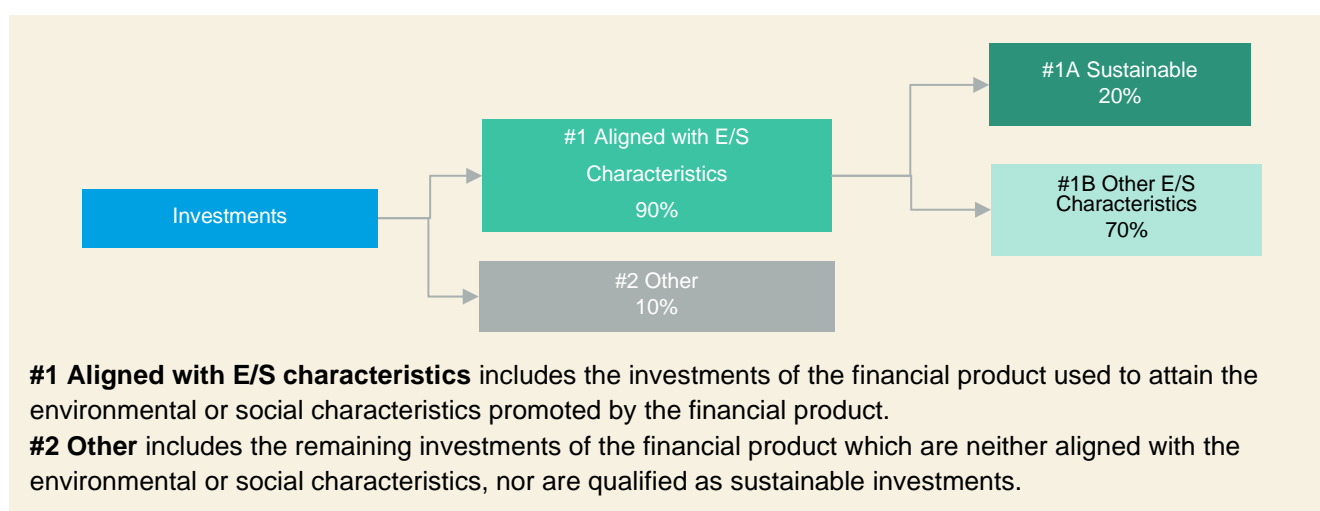 #1A Sustainable
20%
#1 Aligned with E/S
Characteristics
90%
#1B Other E/S
Characteristics
70%
Investments
#2 Other
10%
#1 Aligned with E/S characteristics includes the investments of the financial product used to attain the
environmental or social characteristics promoted by the financial product.
#2 Other includes the remaining investments of the financial product which are neither aligned with the
environmental or social characteristics, nor are qualified as sustainable investments.